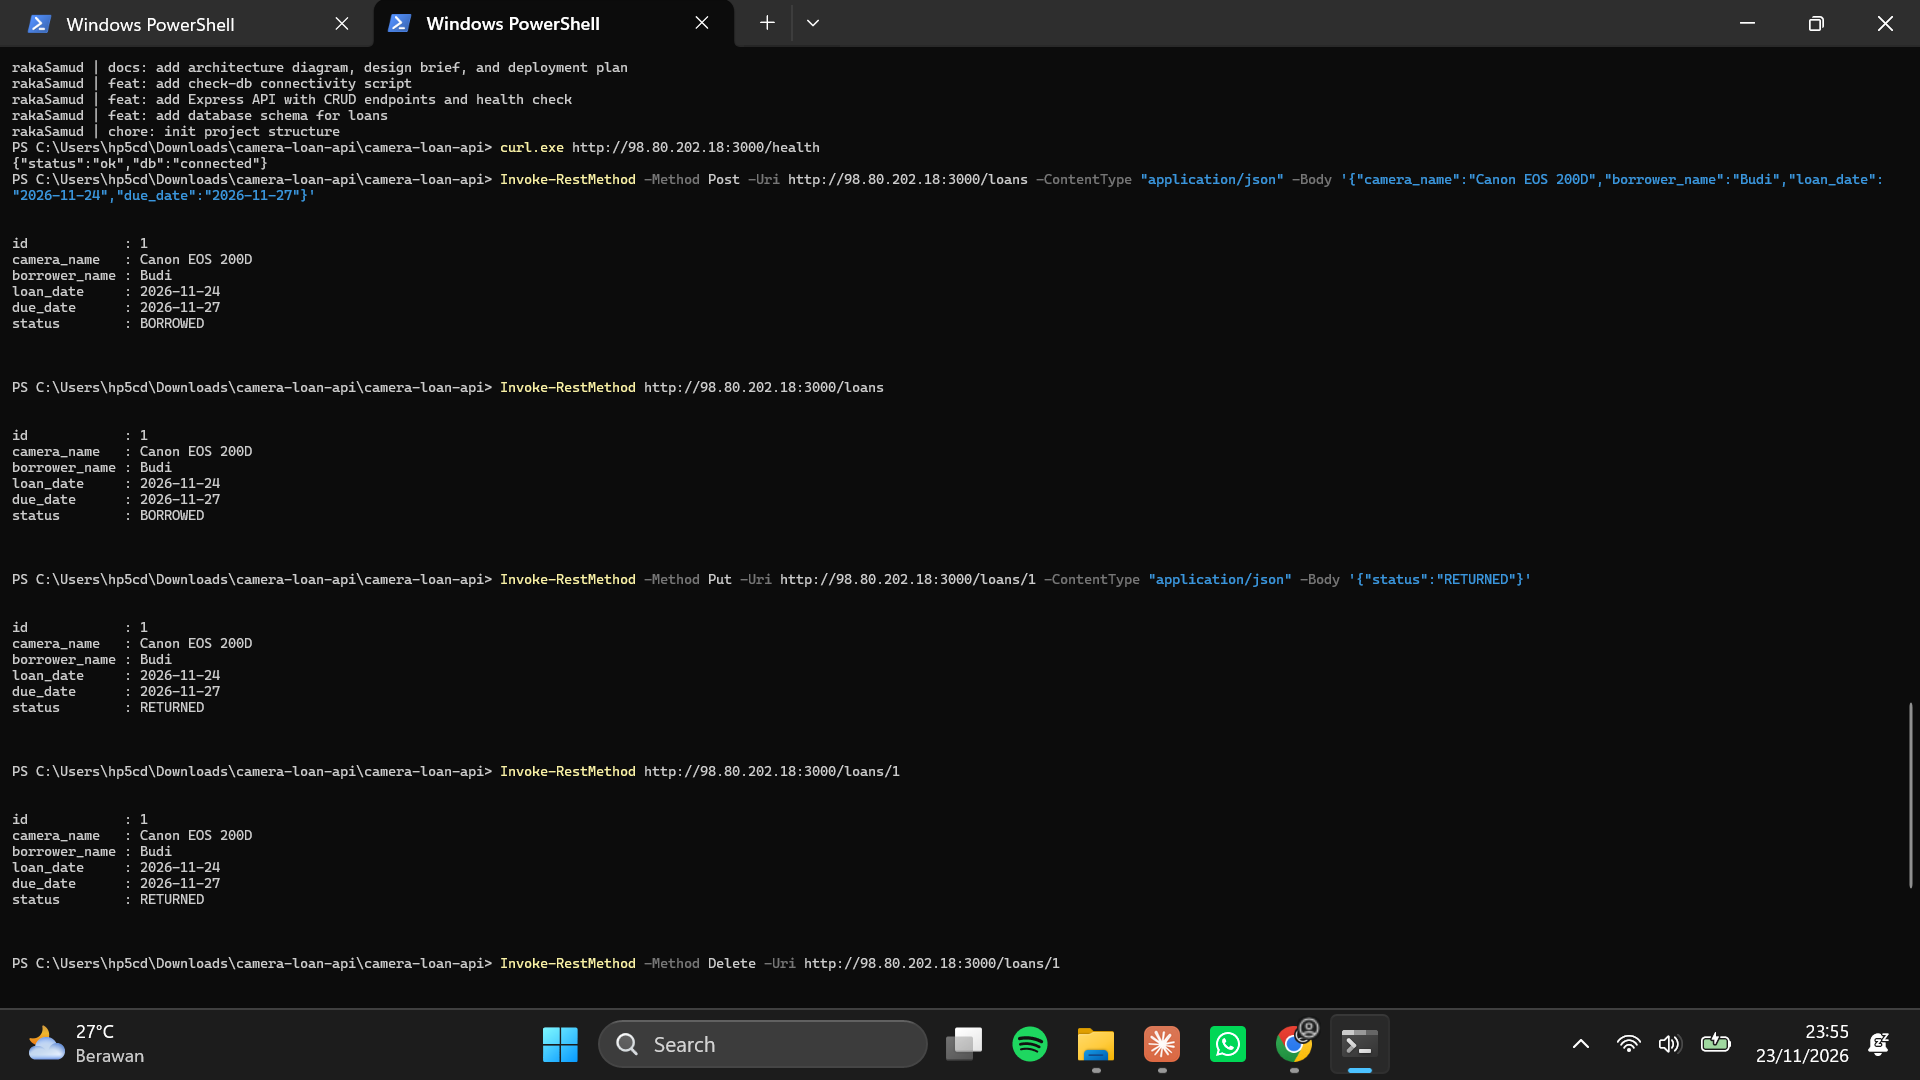 Windows PowerShell
Windows PowerShell
rakaSamud | docs: add architecture diagram, design brief, and deployment plan
rakaSamud | feat: add check-db connectivity script
rakaSamud | feat: add Express API with CRUD endpoints and health check
rakaSamud | feat: add database schema for loans
rakaSamud | chore: init project structure
PS C:\Users\hp5cd\Downloads\camera-loan-api\camera-loan-api> curl.exe http://98.80.202.18:3000/health
{"status":"ok","db":"connected"}
PS C:\Users\hp5cd\Downloads\camera-loan-api\camera-loan-api> Invoke-RestMethod -Method Post -Uri http://98.80.202.18:3000/loans -ContentType "application/json" -Body '{"camera_name":"Canon EOS 200D","borrower_name":"Budi","loan_date":
"2026-11-24","due_date":"2026-11-27"}'
id            : 1
camera_name   : Canon EOS 200D
borrower_name : Budi
loan_date     : 2026-11-24
due_date      : 2026-11-27
status        : BORROWED
PS C:\Users\hp5cd\Downloads\camera-loan-api\camera-loan-api> Invoke-RestMethod http://98.80.202.18:3000/loans
id            : 1
camera_name   : Canon EOS 200D
borrower_name : Budi
loan_date     : 2026-11-24
due_date      : 2026-11-27
status        : BORROWED
PS C:\Users\hp5cd\Downloads\camera-loan-api\camera-loan-api> Invoke-RestMethod -Method Put -Uri http://98.80.202.18:3000/loans/1 -ContentType "application/json" -Body '{"status":"RETURNED"}'
id            : 1
camera_name   : Canon EOS 200D
borrower_name : Budi
loan_date     : 2026-11-24
due_date      : 2026-11-27
status        : RETURNED
PS C:\Users\hp5cd\Downloads\camera-loan-api\camera-loan-api> Invoke-RestMethod http://98.80.202.18:3000/loans/1
id            : 1
camera_name   : Canon EOS 200D
borrower_name : Budi
loan_date     : 2026-11-24
due_date      : 2026-11-27
status        : RETURNED
PS C:\Users\hp5cd\Downloads\camera-loan-api\camera-loan-api> Invoke-RestMethod -Method Delete -Uri http://98.80.202.18:3000/loans/1
27°C
Berawan
Search
23:55
23/11/2026